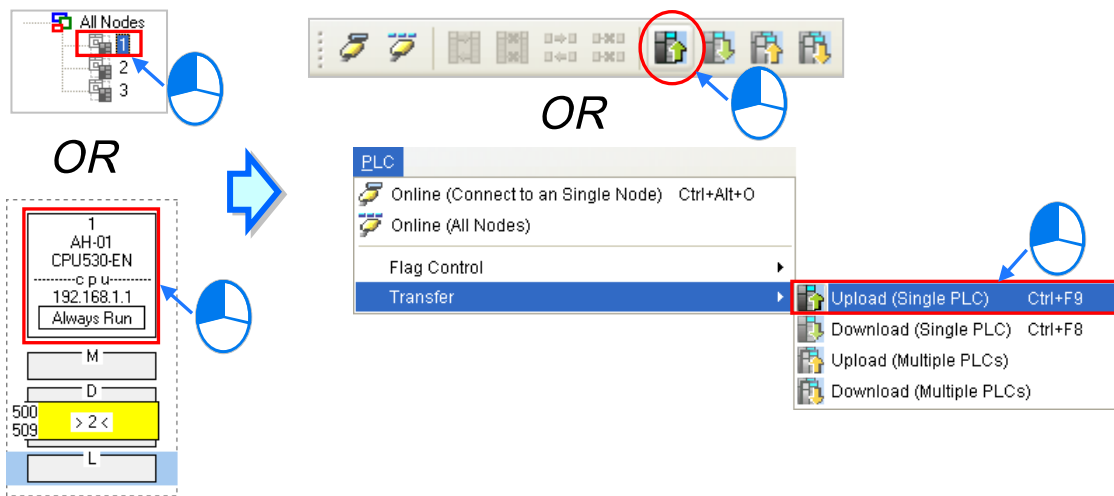 All Nodes
1
2
3
OR
1
AH-01
CPU530-EN
------c p u------
192.168.1.1
Always Run
M
D
500
509
> 2 <
L
OR
PLC
Online (Connect to an Single Node) Ctrl+Alt+O
Online (All Nodes)
Flag Control
Transfer
Upload (Single PLC) Ctrl+F9
Download (Single PLC) Ctrl+F8
Upload (Multiple PLCs)
Download (Multiple PLCs)